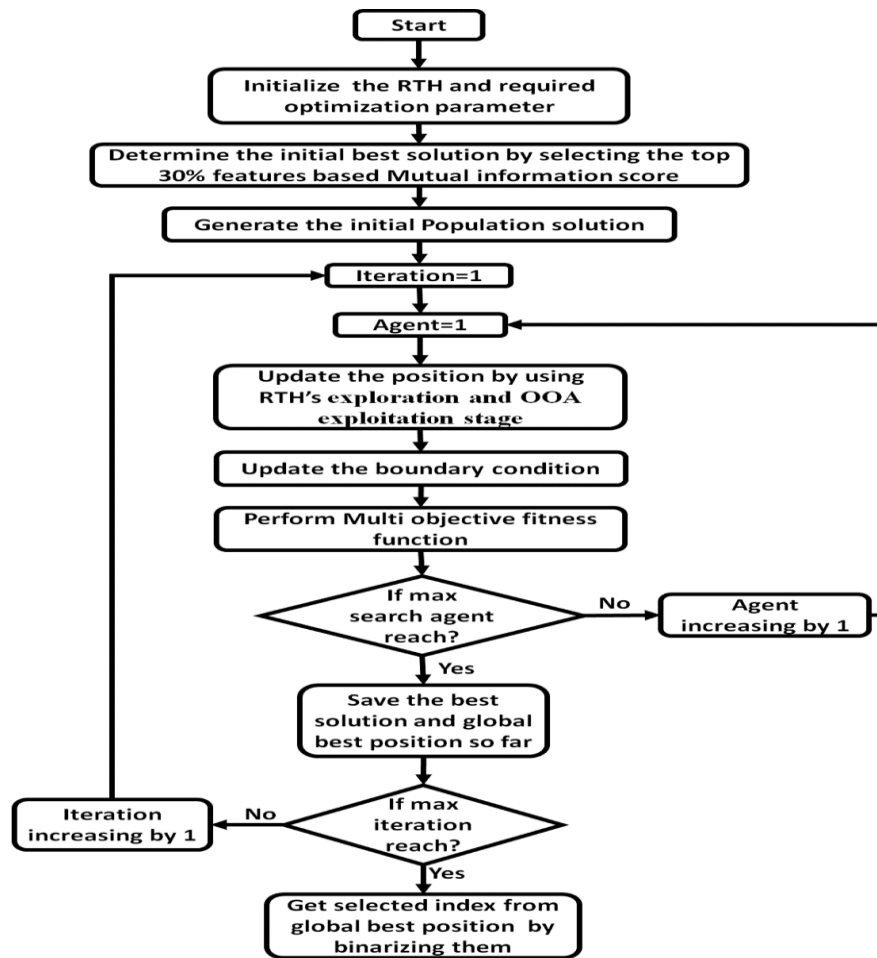 Start
Initialize the RTH and required
optimization parameter
Determine the initial best solution by selecting the top
30% features based Mutual information score
Generate the initial Population solution
Iteration=1
Agent=1
Update the position by using
RTH's exploration and OOA
exploitation stage
Update the boundary condition
Perform Multi objective fitness
function
If max
search agent
reach?
No
Agent
increasing by 1
Yes
Save the best
solution and global
best position so far
If max
iteration
reach?
No
Iteration
increasing by 1
Yes
Get selected index from
global best position by
binarizing them